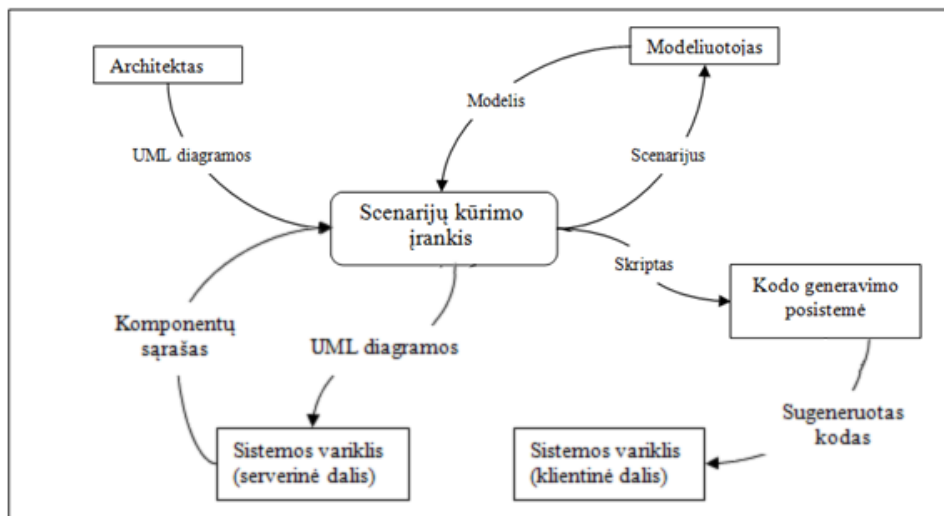 Architektas
Modeliuotojas
Modelis
UML diagramos
Scenarijus
Scenarijų kūrimo
įrankis
Skriptas
Kodo generavimo
posistemė
Komponentų
sąrašas
UML diagramos
Sugeneruotas
kodas
Sistemos variklis
(serverinė dalis)
Sistemos variklis
(klientinė dalis)